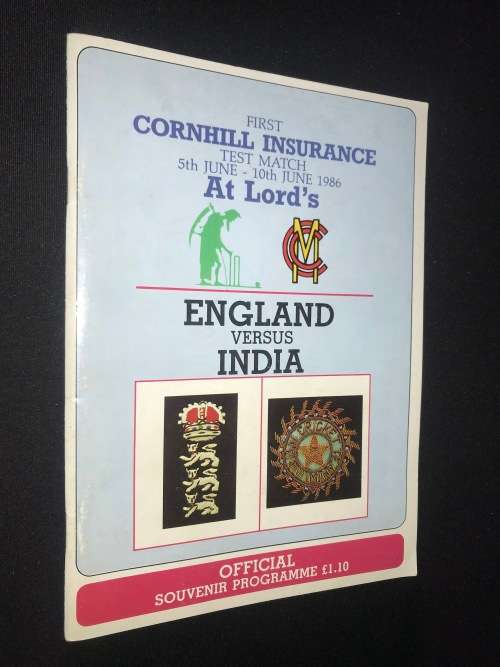 FIRST
CORNHILL INSURANCE
TEST MATCH
5th JUNE - 10th JUNE 1986
At Lord's
MCC
ENGLAND
VERSUS
INDIA
OFFICIAL
SOUVENIR PROGRAMME £1.10